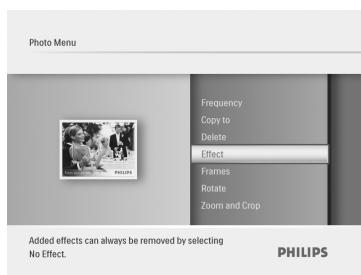 Photo Menu
Frequency
Copy to
Delete
Effect
Frames
Rotate
Zoom and Crop
PHILIPS
Added effects can always be removed by selecting
No Effect.
PHILIPS